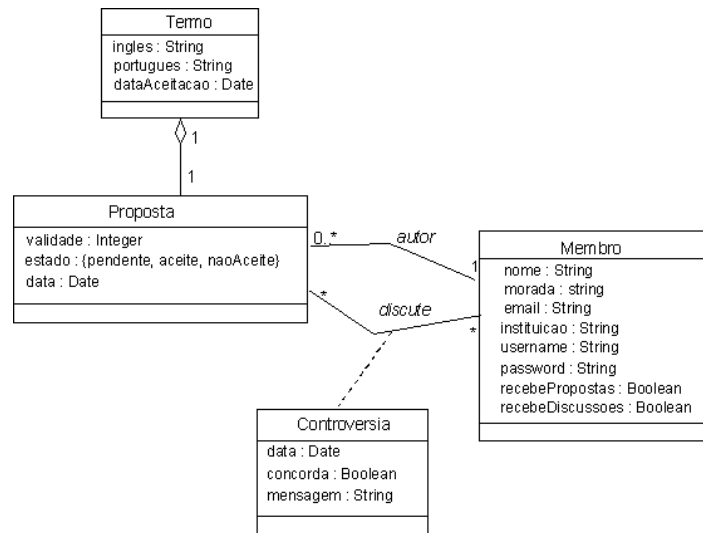 Termo
ingles : String
portugues : String
dataAceitacao : Date
1
1
Proposta
validade : Integer
estado : {pendente, aceite, naoAceite}
data : Date
0..*
autor
1
*
discute
*
Membro
nome : String
morada : string
email : String
instituicao : String
username : String
password : String
recebePropostas : Boolean
recebeDiscussoes : Boolean
Controversia
data : Date
concorda : Boolean
mensagem : String